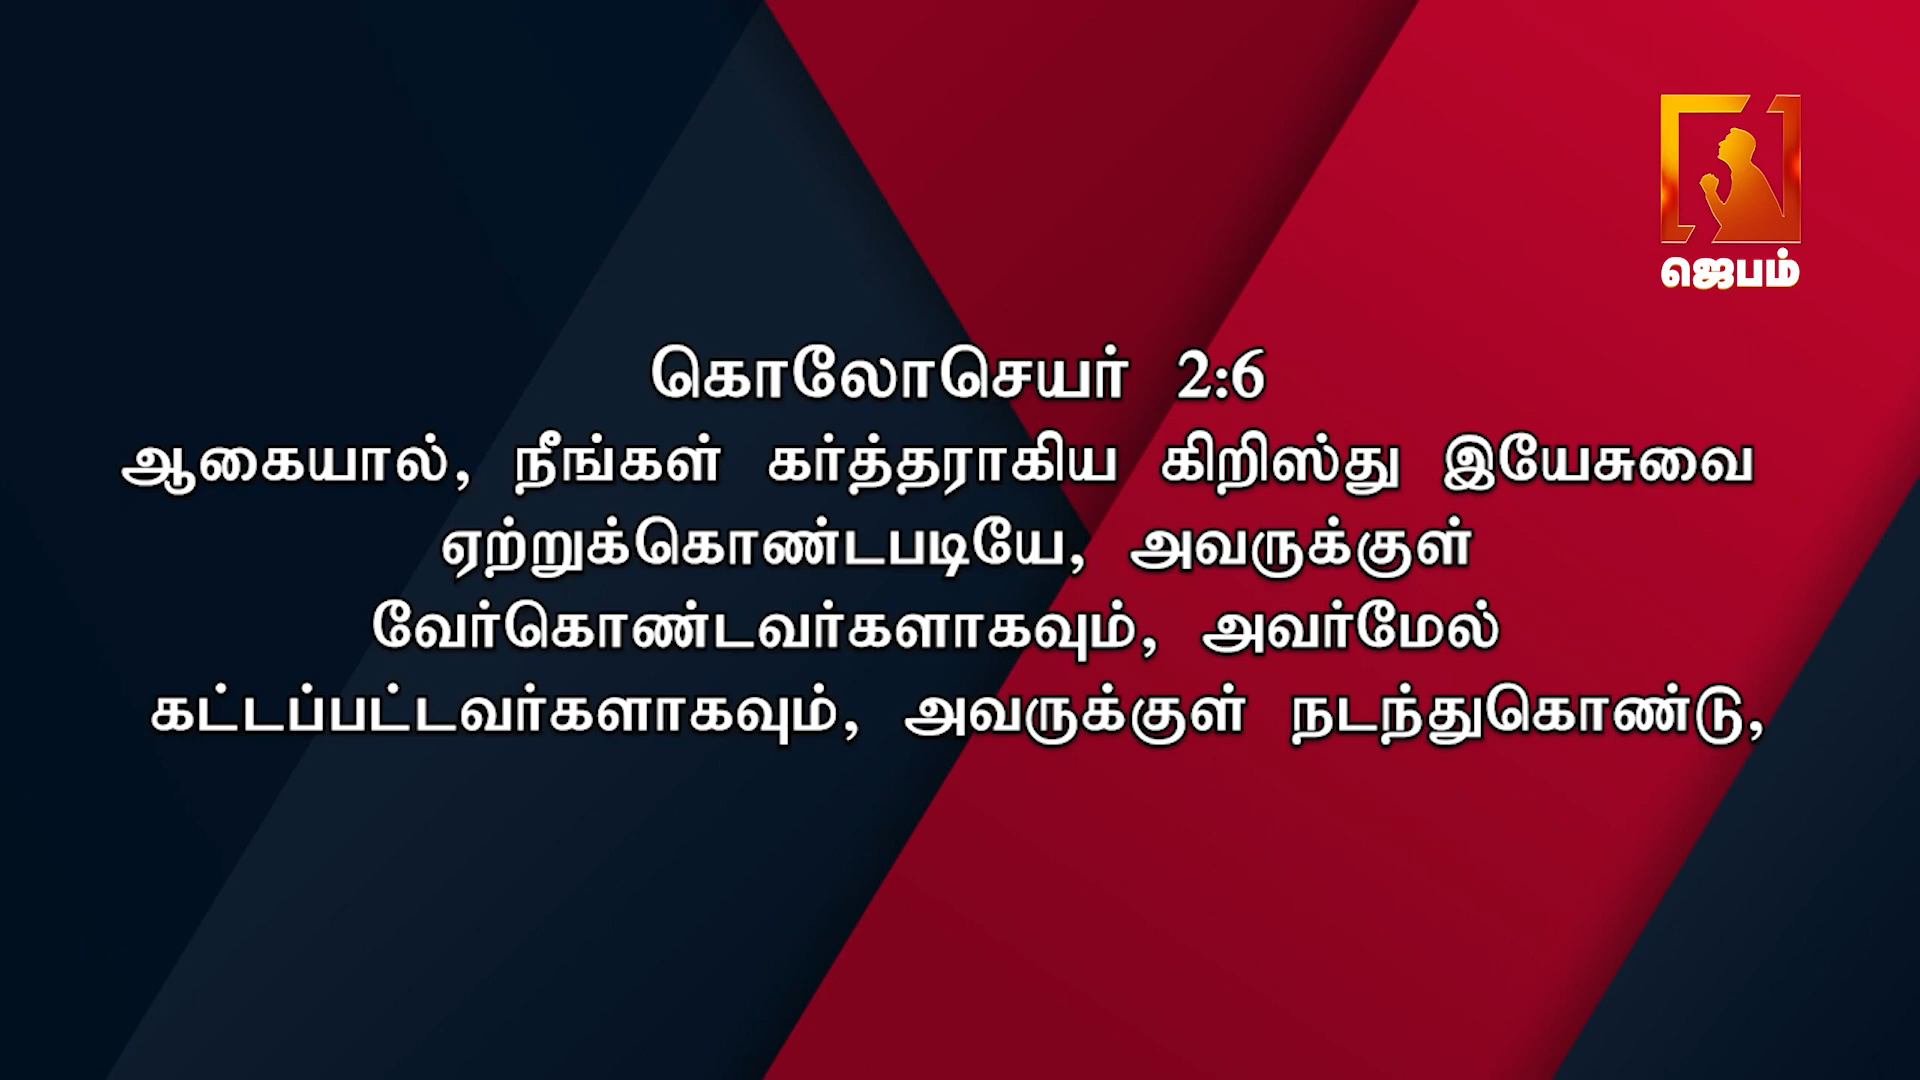 ஜெபம்
கொலோசெயர் 2:6
ஆகையால், நீங்கள் கர்த்தராகிய கிறிஸ்து இயேசுவை
ஏற்றுக்கொண்டபடியே, அவருக்குள்
வேர்கொண்டவர்களாகவும், அவர்மேல்
கட்டப்பட்டவர்களாகவும், அவருக்குள் நடந்துகொண்டு,